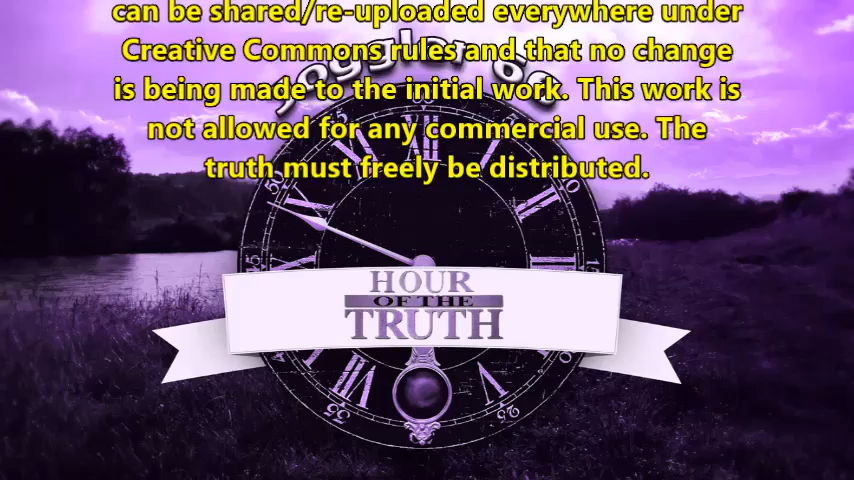 can be shared/re-uploaded everywhere under
Creative Commons rules and that no change
is being made to the initial work. This work is
not allowed for any commercial use. The
truth must freely be distributed.
HOUR
OF THE
TRUTH